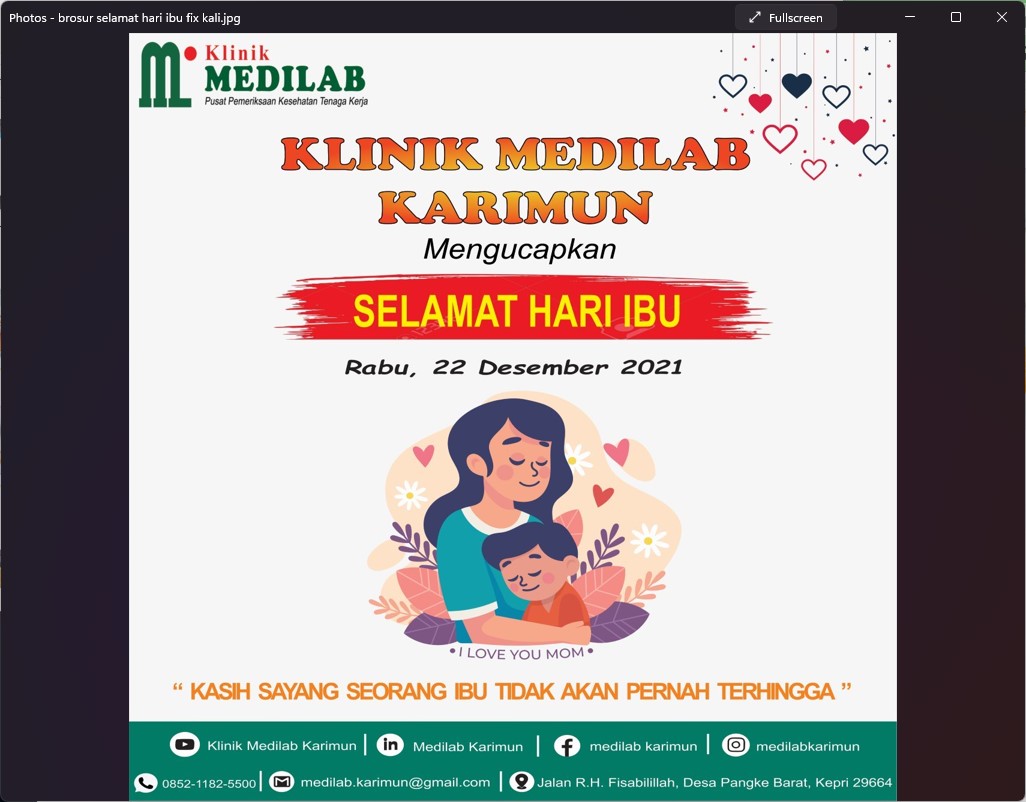 Photos - brosur selamat hari ibu fix kali.jpg
Fullscreen
Klinik
MEDILAB
Pusat Pemeriksaan Kesehatan Tenaga Kerja
KLINIK MEDILAB
KARIMUN
Mengucapkan
SELAMAT HARI IBU
Rabu, 22 Desember 2021
• I LOVE YOU MOM •
“ KASIH SAYANG SEORANG IBU TIDAK AKAN PERNAH TERHINGGA ”
Klinik Medilab Karimun | Medilab Karimun | medilab karimun | medilabkarimun
0852-1182-5500 | medilab.karimun@gmail.com | Jalan R.H. Fisabilillah, Desa Pangke Barat, Kepri 29664